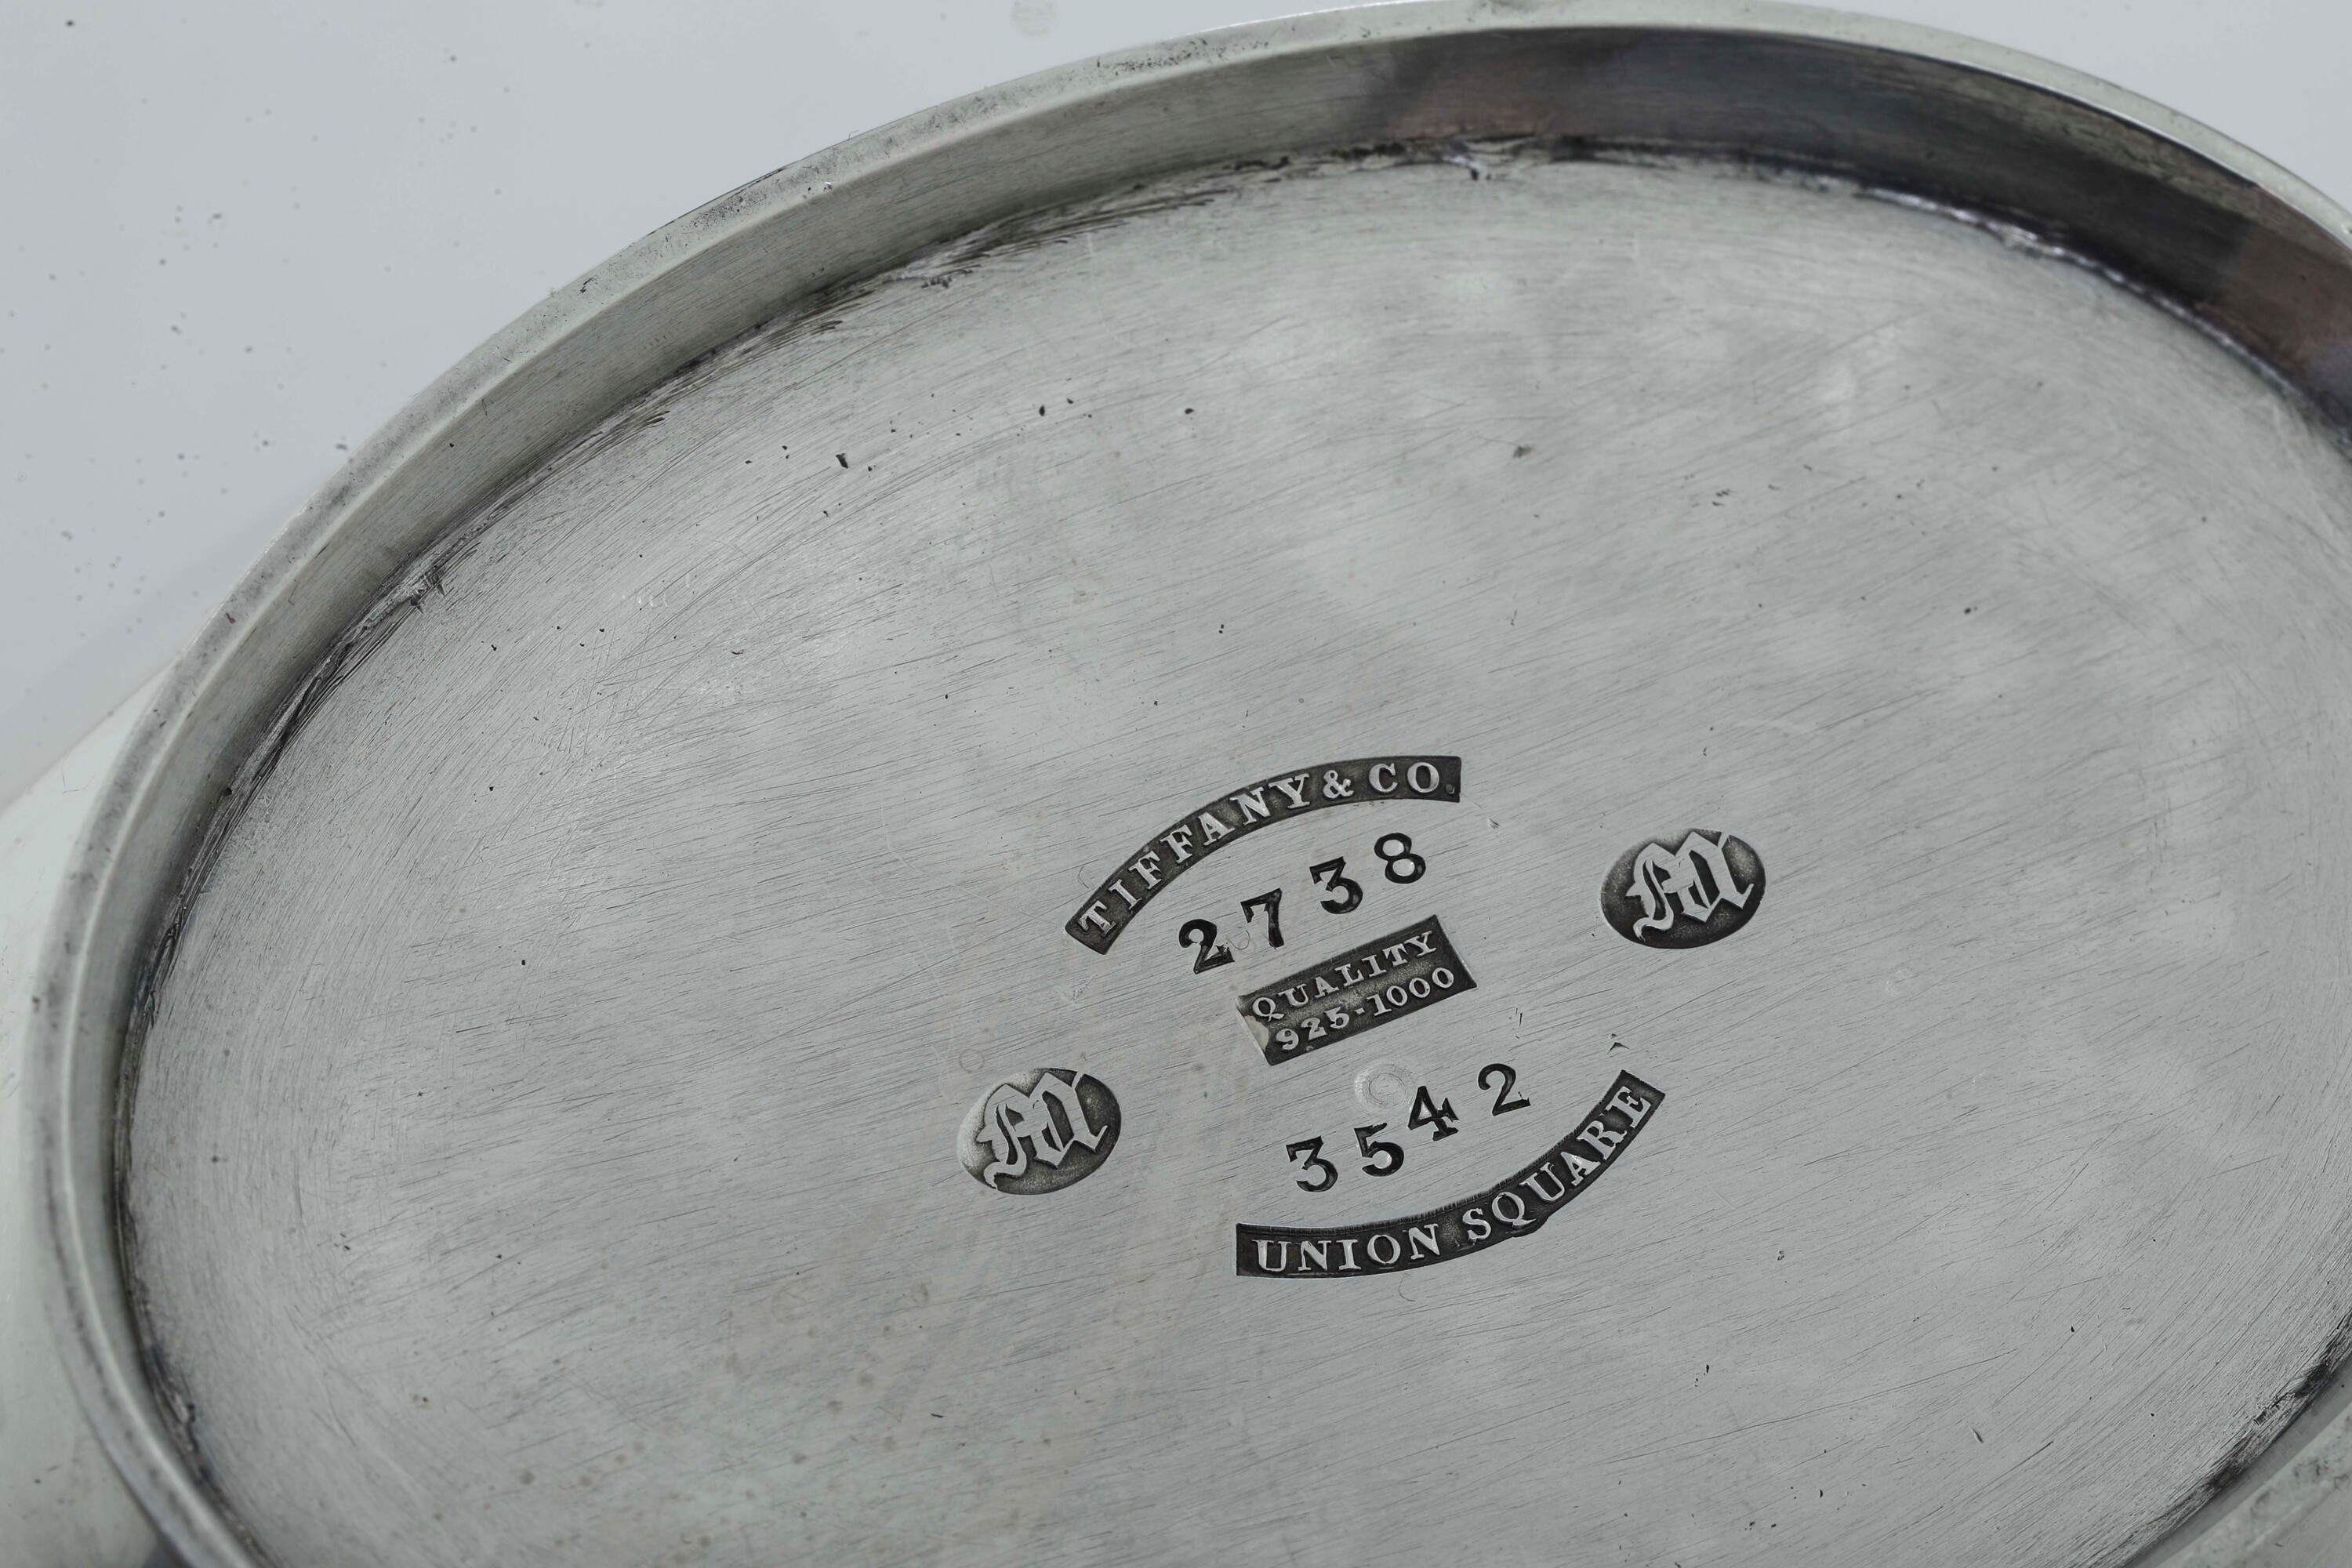 TIFFANY & CO.
2738
QUALITY
925-1000
M M
3542
UNION SQUARE